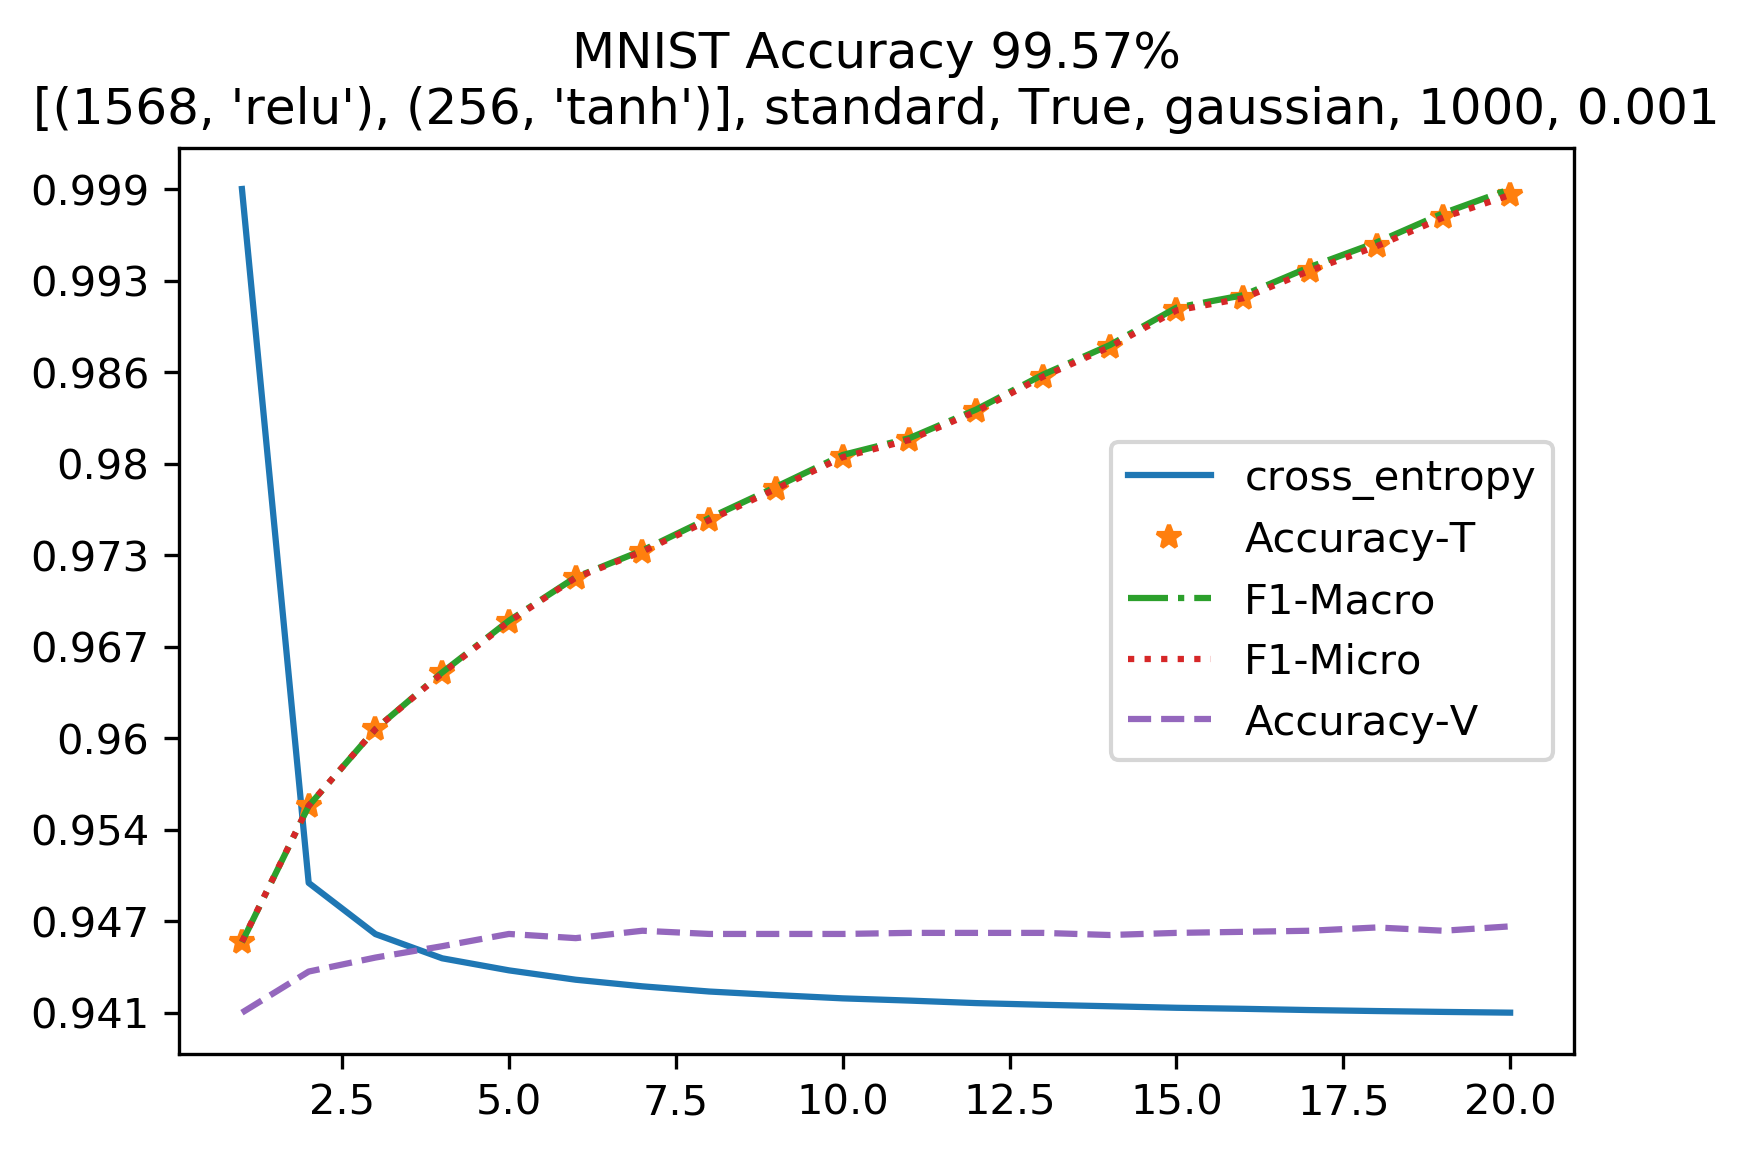 MNIST Accuracy 99.57%
[(1568, 'relu'), (256, 'tanh')], standard, True, gaussian, 1000, 0.001
0.999
0.993
0.986
0.98
0.973
0.967
0.96
0.954
0.947
0.941
cross_entropy
Accuracy-T
F1-Macro
F1-Micro
Accuracy-V
2.5 5.0 7.5 10.0 12.5 15.0 17.5 20.0